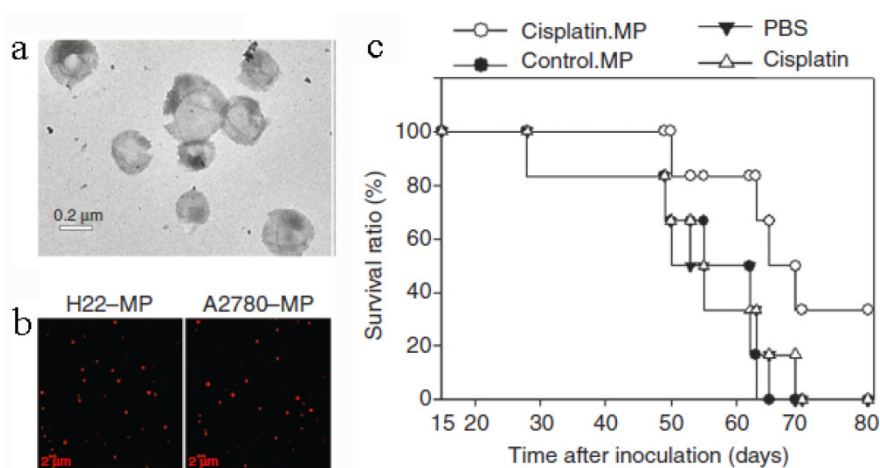 a
0.2 μm
b
H22–MP
A2780–MP
2 μm
2 μm
c
Cisplatin.MP
PBS
Control.MP
Cisplatin
Survival ratio (%)
100
80
60
40
20
0
15 20 30 40 50 60 70 80
Time after inoculation (days)